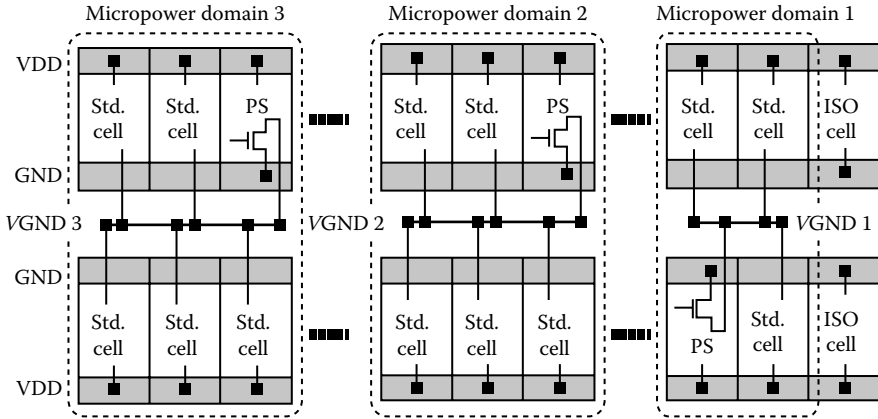 Micropower domain 3
Micropower domain 2
Micropower domain 1
VDD
Std.
cell
Std.
cell
PS
Std.
cell
Std.
cell
PS
Std.
cell
Std.
cell
ISO
cell
GND
VGND 3
VGND 2
VGND 1
GND
Std.
cell
Std.
cell
Std.
cell
Std.
cell
Std.
cell
Std.
cell
PS
Std.
cell
ISO
cell
VDD